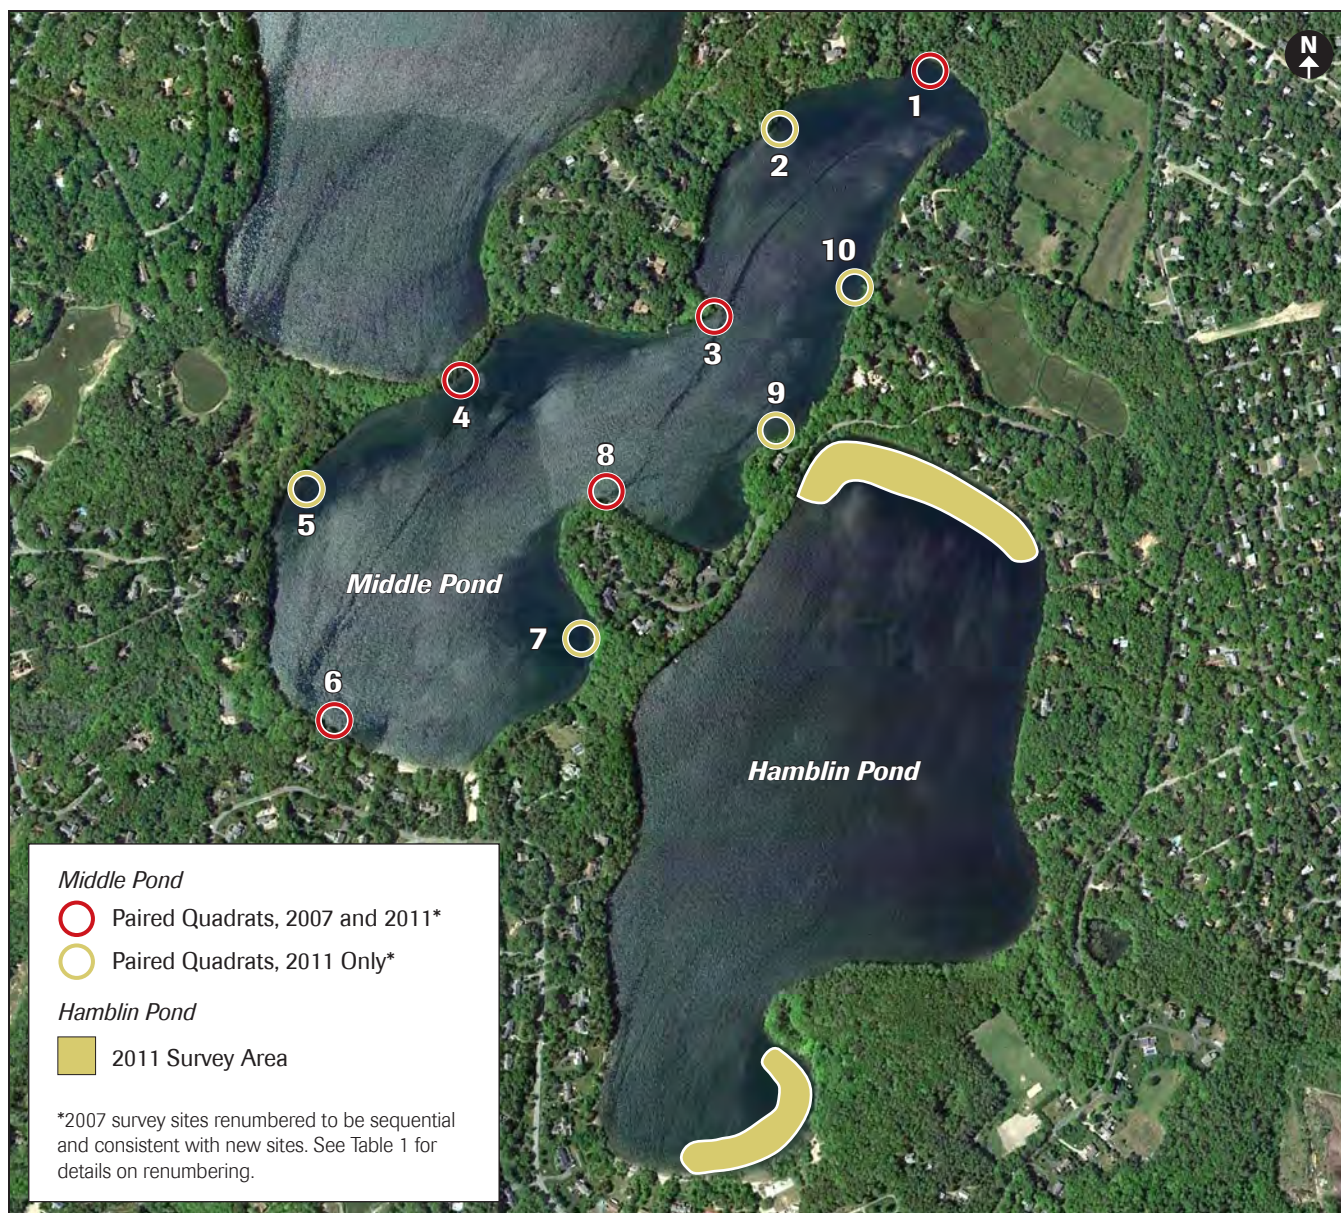 N
1
2
10
3
4
9
8
5
Middle Pond
7
6
Hamblin Pond
Middle Pond
Paired Quadrats, 2007 and 2011*
Paired Quadrats, 2011 Only*
Hamblin Pond
2011 Survey Area
*2007 survey sites renumbered to be sequential
and consistent with new sites. See Table 1 for
details on renumbering.